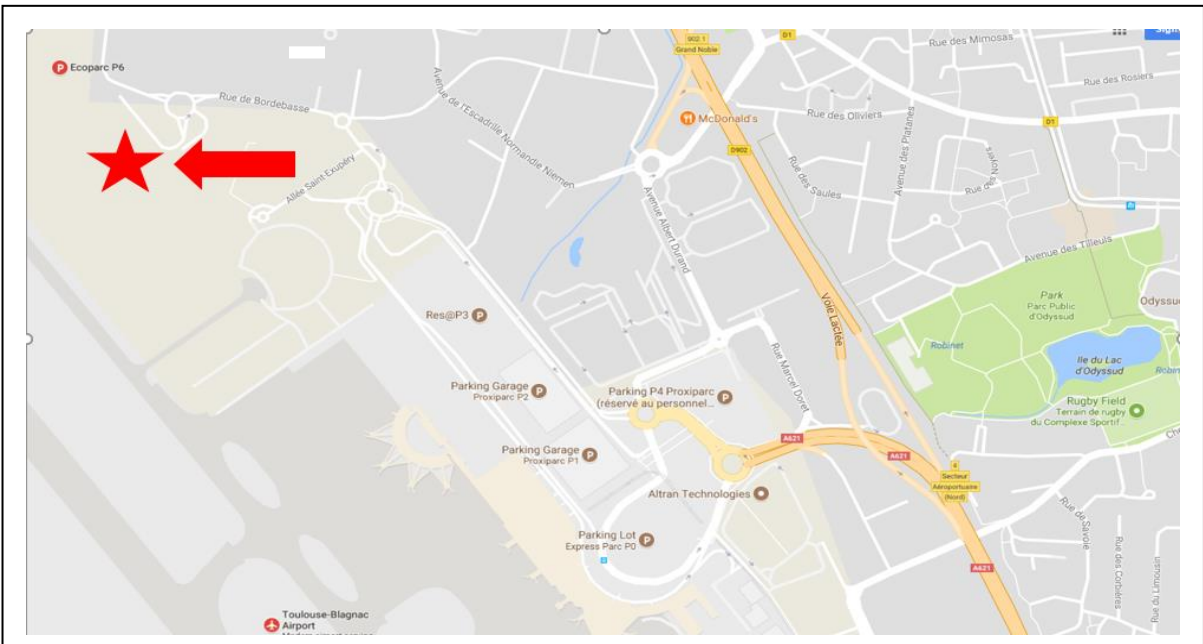 902.1
Grand Noble
D1
Sign
Rue des Mimosas
Ecoparc P6
Rue des Rosiers
Rue de Bordebasse
Avenue de l'Escadrille Normandie Niemen
McDonald's
Rue des Oliviers
Avenue des Platanes
D1
D902
Rue des Saules
Rue des Noyers
Allée Saint Exupéry
Avenue Albert Durand
Avenue des Tilleuls
Park
Parc Public
d'Odyssud
Odyssud
Res@P3
Voie Lactée
Robinet
Ile du Lac
d'Odyssud
Robin
Rue Marcel Doret
Parking Garage
Proxiparc P2
Parking P4 Proxiparc
(réservé au personnel...
Rugby Field
Terrain de rugby
du Complexe Sportif...
A621
Parking Garage
Proxiparc P1
A621
4
Secteur
Aéroportuaire
(Nord)
Altran Technologies
Rue de Savoie
Parking Lot
Express Parc P0
Rue des Corbières
Rue du Limousin
A621
Toulouse-Blagnac
Airport